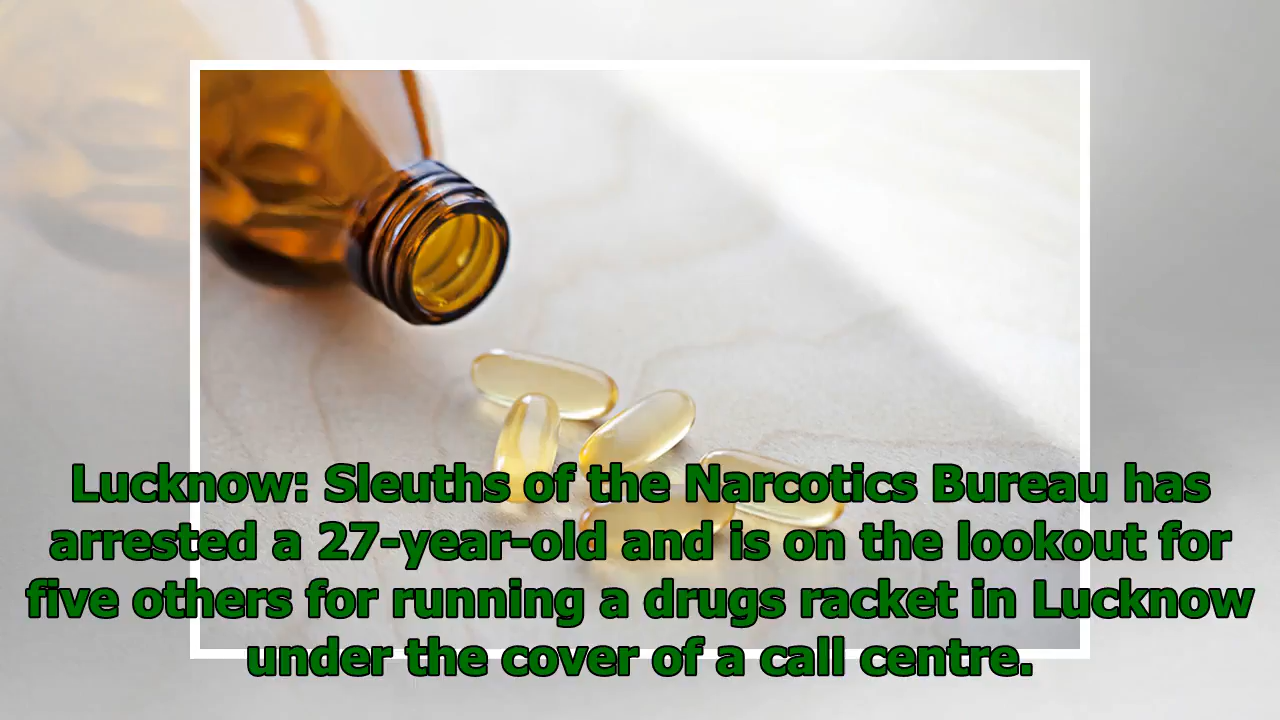 Lucknow: Sleuths of the Narcotics Bureau has
arrested a 27-year-old and is on the lookout for
five others for running a drugs racket in Lucknow
under the cover of a call centre.